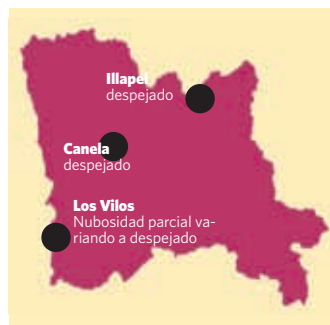 Illapel
despejado
Canela
despejado
Los Vilos
Nubosidad parcial va-
riando a despejado